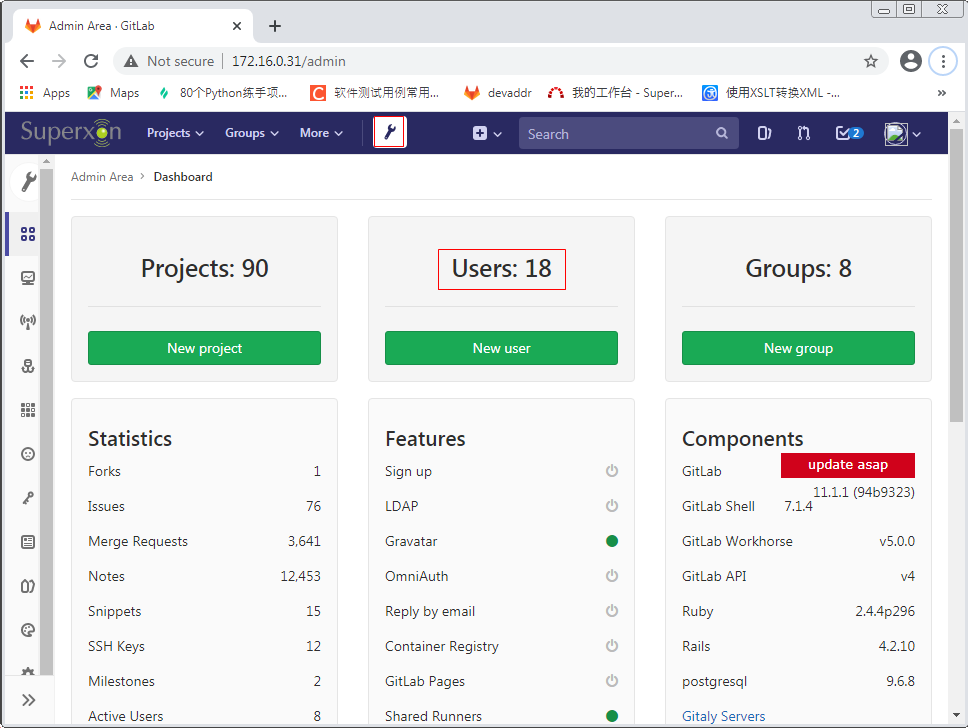 Admin Area · GitLab
Not secure 172.16.0.31/admin
Apps Maps 80个Python练手项... 软件测试用例常用... devaddr 我的工作台 - Super... 使用XSLT转换XML -... »
Superxon Projects Groups More Search 2
Admin Area > Dashboard
Projects: 90 Users: 18 Groups: 8
New project New user New group
Statistics Features Components
update asap
Forks 1 Sign up GitLab
11.1.1 (94b9323)
Issues 76 LDAP GitLab Shell 7.1.4
Merge Requests 3,641 Gravatar GitLab Workhorse v5.0.0
Notes 12,453 OmniAuth GitLab API v4
Snippets 15 Reply by email Ruby 2.4.4p296
SSH Keys 12 Container Registry Rails 4.2.10
Milestones 2 GitLab Pages postgresql 9.6.8
Active Users 8 Shared Runners Gitaly Servers